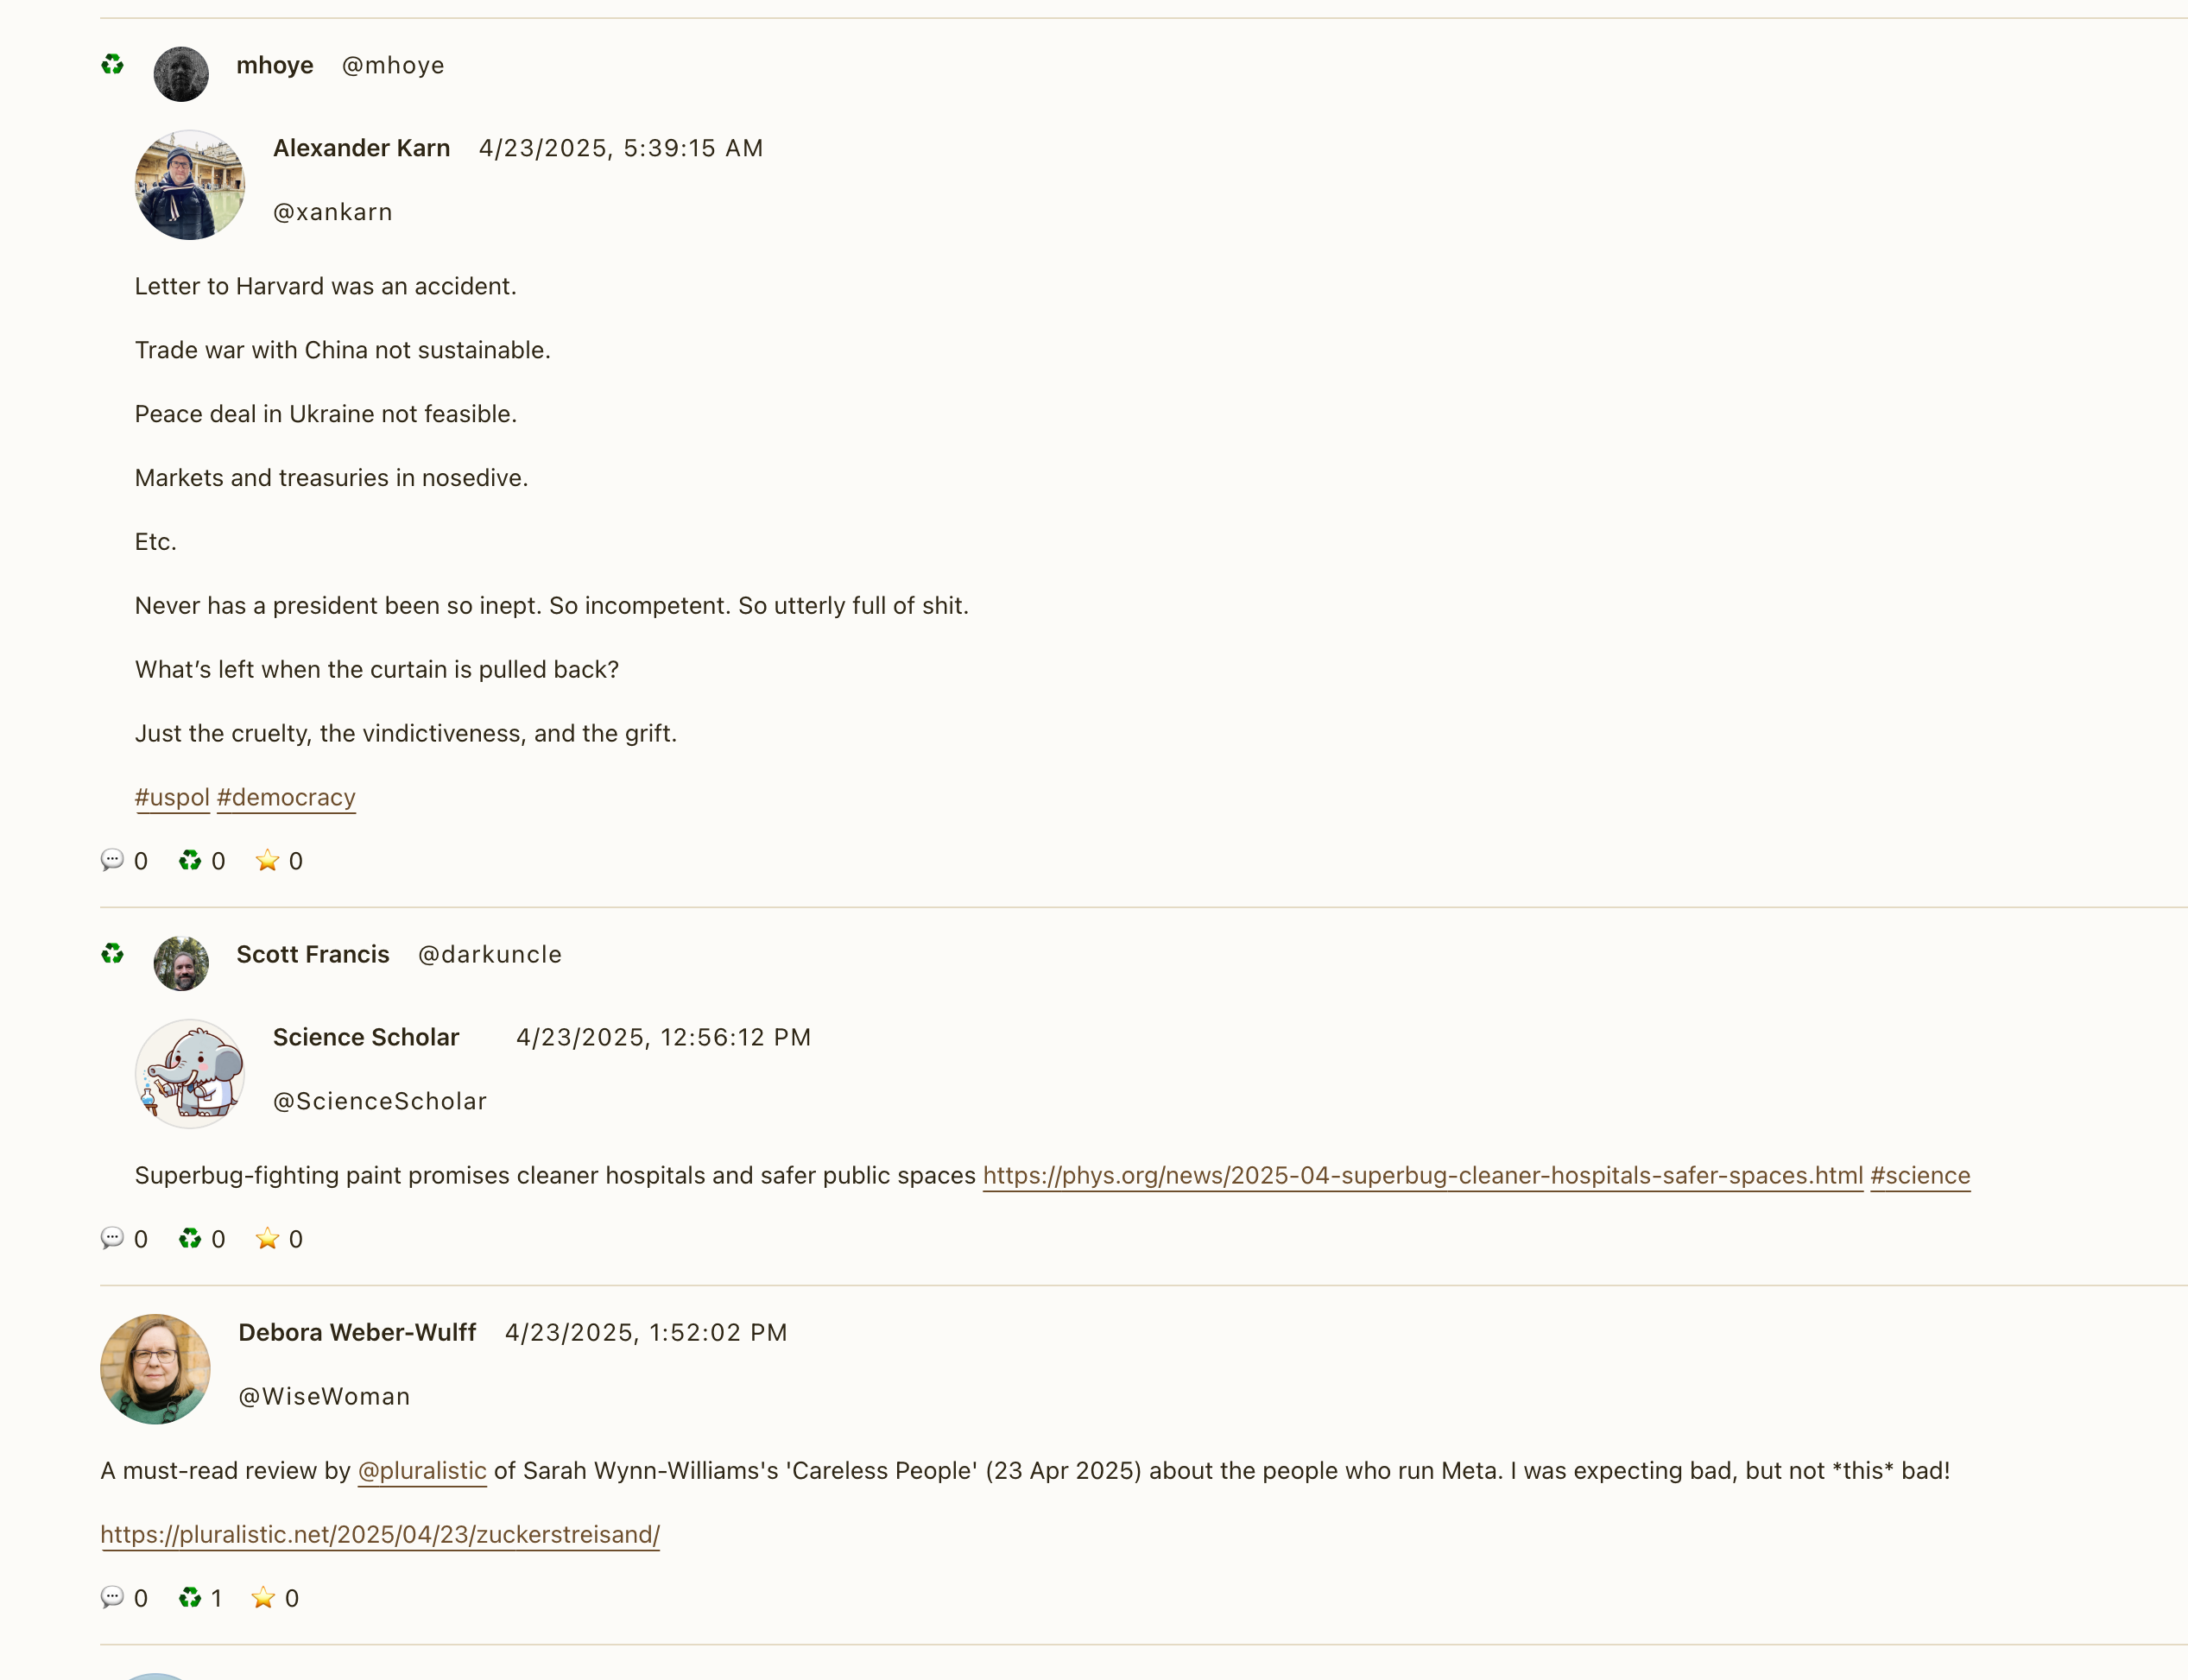 mhoye @mhoye
Alexander Karn 4/23/2025, 5:39:15 AM
@xankarn
Letter to Harvard was an accident.
Trade war with China not sustainable.
Peace deal in Ukraine not feasible.
Markets and treasuries in nosedive.
Etc.
Never has a president been so inept. So incompetent. So utterly full of shit.
What’s left when the curtain is pulled back?
Just the cruelty, the vindictiveness, and the grift.
#uspol #democracy
0 0 0
Scott Francis @darkuncle
Science Scholar 4/23/2025, 12:56:12 PM
@ScienceScholar
Superbug-fighting paint promises cleaner hospitals and safer public spaces https://phys.org/news/2025-04-superbug-cleaner-hospitals-safer-spaces.html #science
0 0 0
Debora Weber-Wulff 4/23/2025, 1:52:02 PM
@WiseWoman
A must-read review by @pluralistic of Sarah Wynn-Williams's 'Careless People' (23 Apr 2025) about the people who run Meta. I was expecting bad, but not *this* bad!
https://pluralistic.net/2025/04/23/zuckerstreisand/
0 1 0